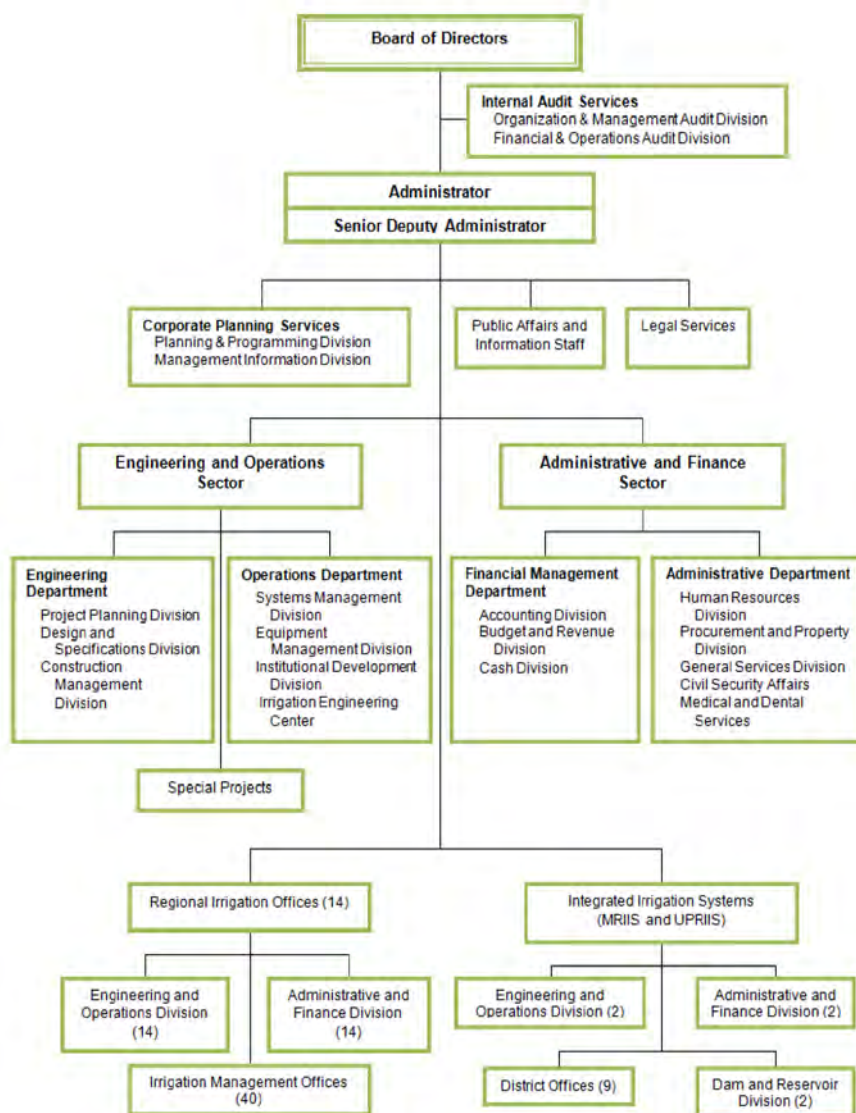 Board of Directors
Internal Audit Services
Organization & Management Audit Division
Financial & Operations Audit Division
Administrator
Senior Deputy Administrator
Corporate Planning Services
Planning & Programming Division
Management Information Division
Public Affairs and
Information Staff
Legal Services
Engineering and Operations
Sector
Administrative and Finance
Sector
Engineering
Department
Project Planning Division
Design and
Specifications Division
Construction
Management
Division
Operations Department
Systems Management
Division
Equipment
Management Division
Institutional Development
Division
Irrigation Engineering
Center
Financial Management
Department
Accounting Division
Budget and Revenue
Division
Cash Division
Administrative Department
Human Resources
Division
Procurement and Property
Division
General Services Division
Civil Security Affairs
Medical and Dental
Services
Special Projects
Regional Irrigation Offices (14)
Integrated Irrigation Systems
(MRIIS and UPRIIS)
Engineering and
Operations Division
(14)
Administrative and
Finance Division
(14)
Irrigation Management Offices
(40)
Engineering and
Operations Division (2)
Administrative and
Finance Division (2)
District Offices (9)
Dam and Reservoir
Division (2)